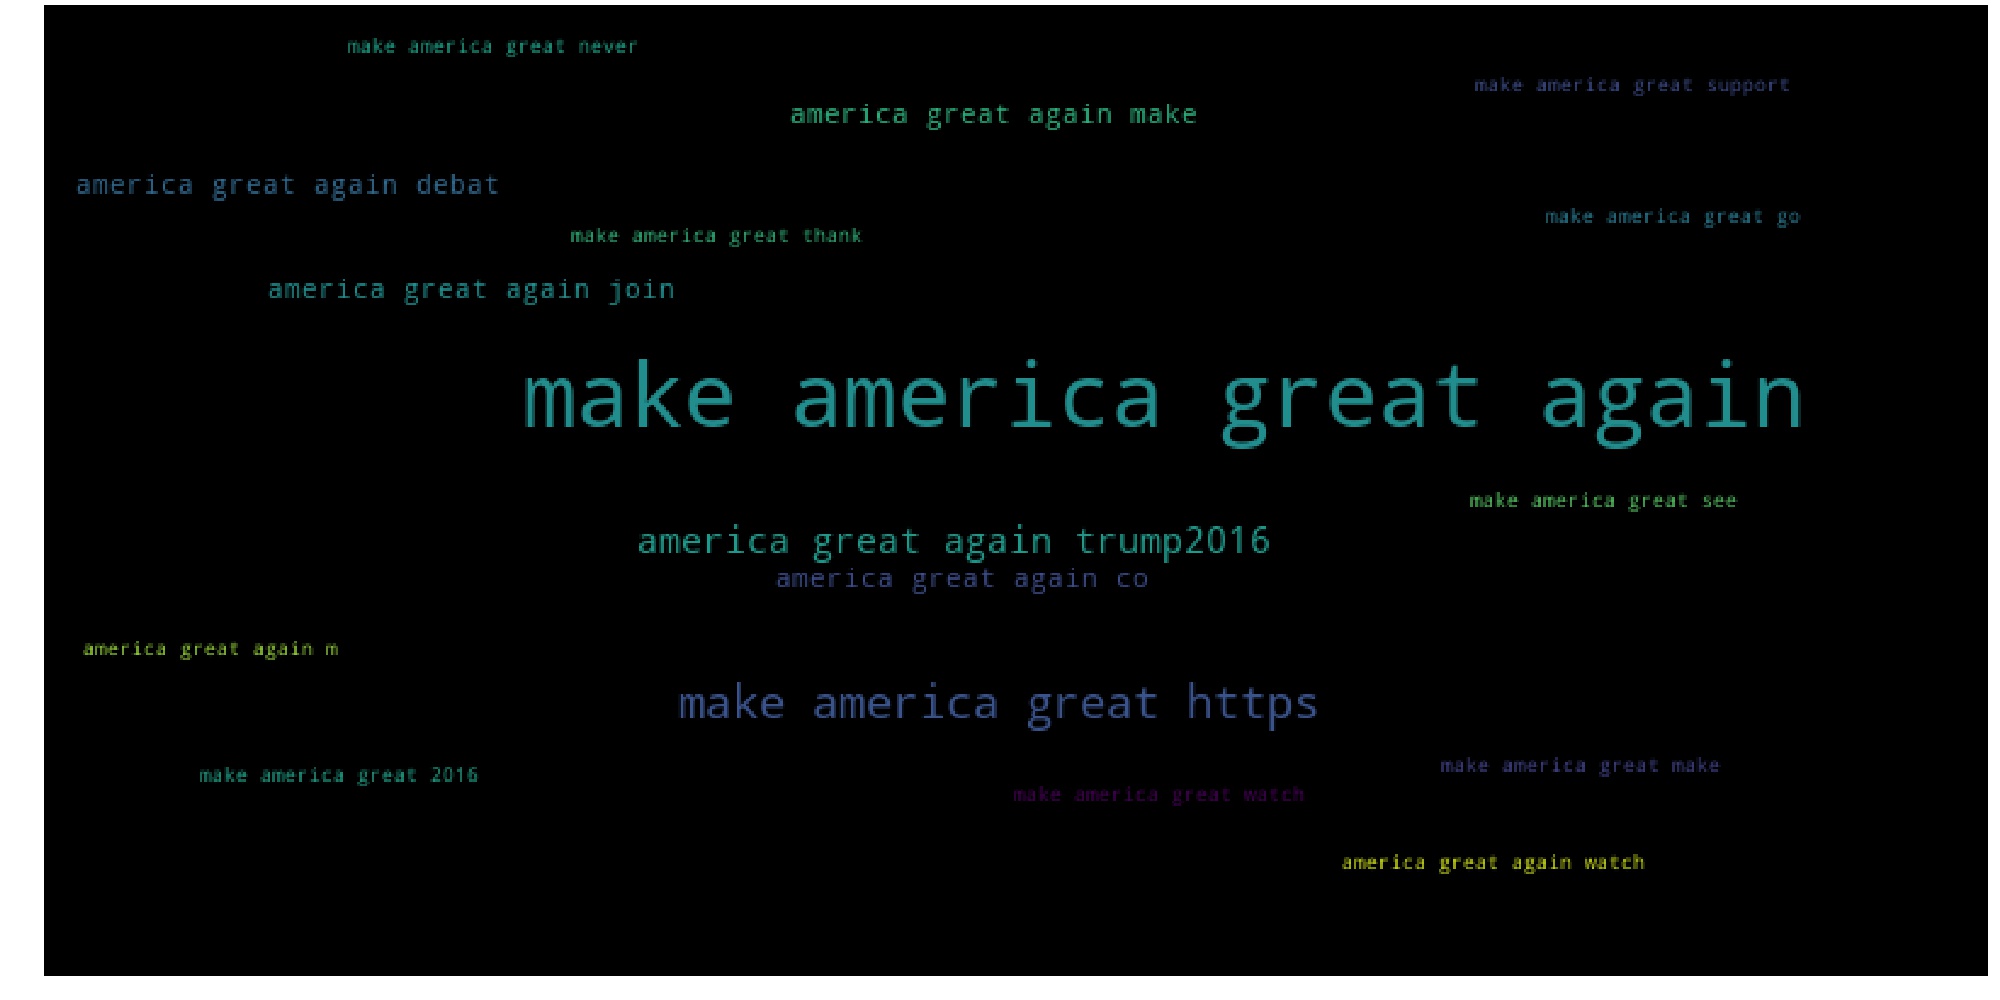 make america great never
make america great support
america great again make
america great again debat
make america great go
make america great thank
america great again join
make america great again
make america great see
america great again trump2016
america great again co
america great again m
make america great https
make america great make
make america great 2016
make america great watch
america great again watch